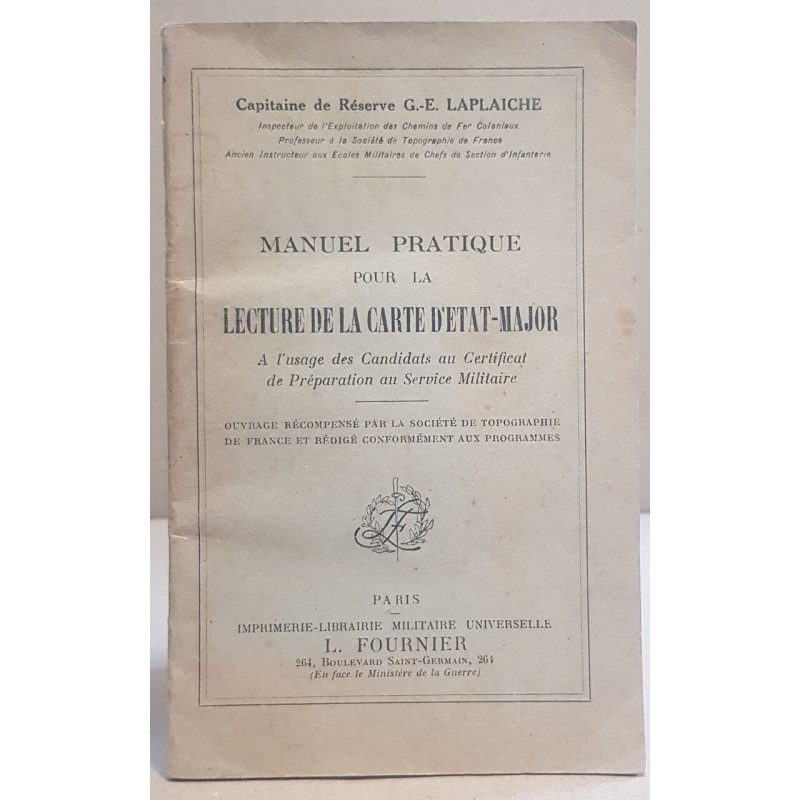 Capitaine de Réserve G.-E. LAPLAICHE
Inspecteur de l'Exploitation des Chemins de Fer Coloniaux
Professeur à la Société de Topographie de France
Ancien Instructeur aux Ecoles Militaires de Chefs de Section d'Infanterie
MANUEL PRATIQUE
POUR LA
LECTURE DE LA CARTE D'ETAT-MAJOR
A l'usage des Candidats au Certificat
de Préparation au Service Militaire
OUVRAGE RÉCOMPENSÉ PAR LA SOCIÉTÉ DE TOPOGRAPHIE
DE FRANCE ET RÉDIGÉ CONFORMÉMENT AUX PROGRAMMES
LF
PARIS
IMPRIMERIE-LIBRAIRIE MILITAIRE UNIVERSELLE
L. FOURNIER
264, BOULEVARD SAINT-GERMAIN, 264
(En face le Ministère de la Guerre)